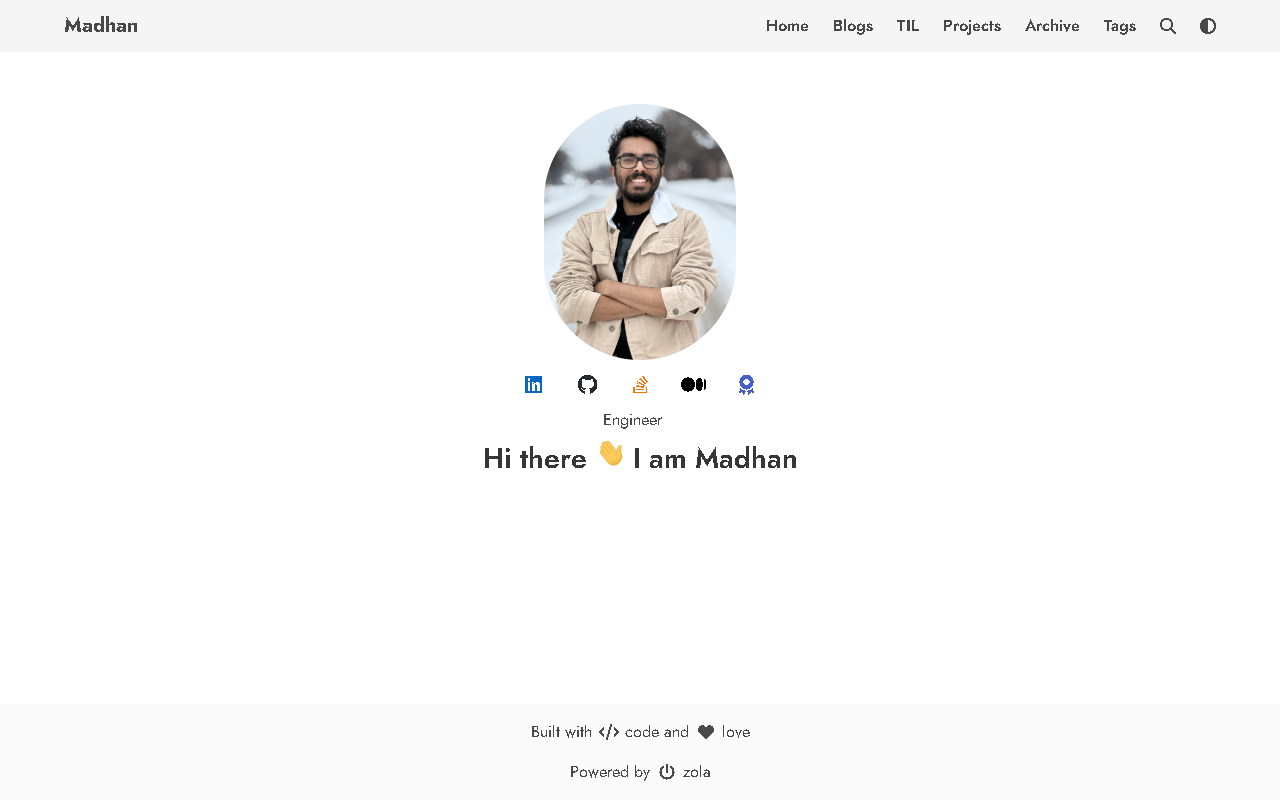 Madhan
Home Blogs TIL Projects Archive Tags
in
Engineer
Hi there 👋 I am Madhan
Built with </> code and ♥ love
Powered by zola